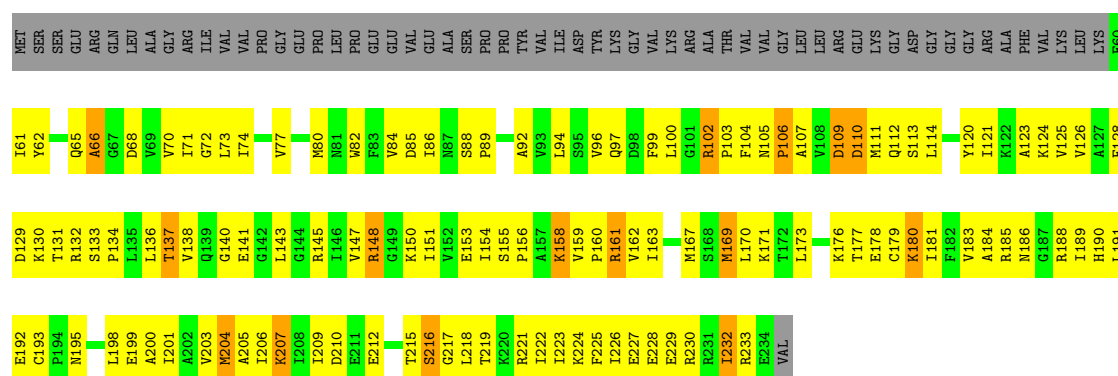 MET SER SER GLU ARG GLN LEU ALA GLY ARG ILE VAL VAL PRO GLY GLU PRO LEU PRO GLU GLU VAL GLU ALA SER PRO PRO TYR VAL ILE ASP TYR LYS GLY VAL LYS ARG ALA THR VAL VAL GLY LEU LEU ARG GLU LYS GLY ASP GLY GLY GLY ARG ALA PHE VAL LYS LEU LYS E60
I61 Y62 Q65 A66 G67 D68 V69 V70 I71 G72 L73 I74 V77 M80 N81 W82 F83 V84 D85 I86 N87 S88 P89 A92 V93 L94 S95 V96 Q97 D98 F99 L100 G101 R102 P103 F104 N105 P106 A107 V108 D109 D110 M111 Q112 S113 L114 Y120 I121 K122 A123 K124 V125 V126 A127 F128
D129 K130 T131 R132 S133 P134 L135 L136 T137 V138 Q139 G140 E141 G142 L143 G144 R145 I146 V147 R148 G149 K150 I151 V152 E153 I154 S155 P156 A157 K158 V159 P160 R161 V162 I163 M167 S168 M169 L170 K171 T172 L173 K176 T177 E178 C179 K180 I181 F182 V183 A184 R185 N186 G187 R188 I189 H190 L191
E192 C193 P194 N195 L198 E199 A200 I201 A202 V203 M204 A205 I206 K207 I208 I209 D210 E211 E212 T215 S216 G217 L218 T219 K220 R221 I222 I223 K224 F225 I226 E227 E228 E229 R230 R231 I232 R233 E234 VAL